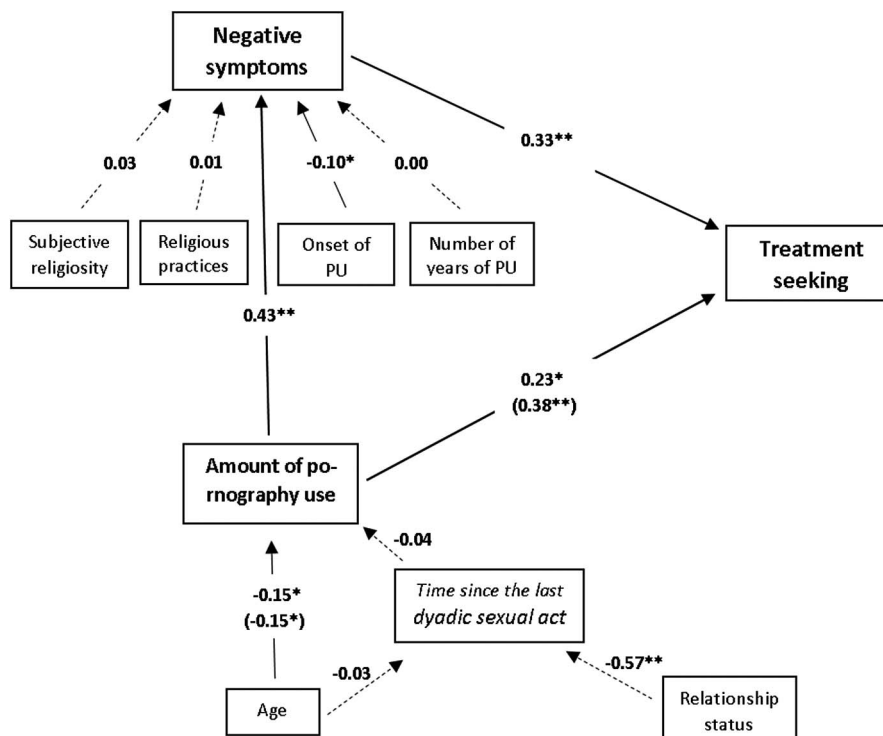 Negative
symptoms
0.33**
0.03
0.01
-0.10*
0.00
Subjective
religiosity
Religious
practices
Onset of
PU
Number of
years of PU
Treatment
seeking
0.43**
0.23*
(0.38**)
Amount of po-
rnography use
-0.04
-0.15*
(-0.15*)
Time since the last
dyadic sexual act
-0.03
-0.57**
Age
Relationship
status